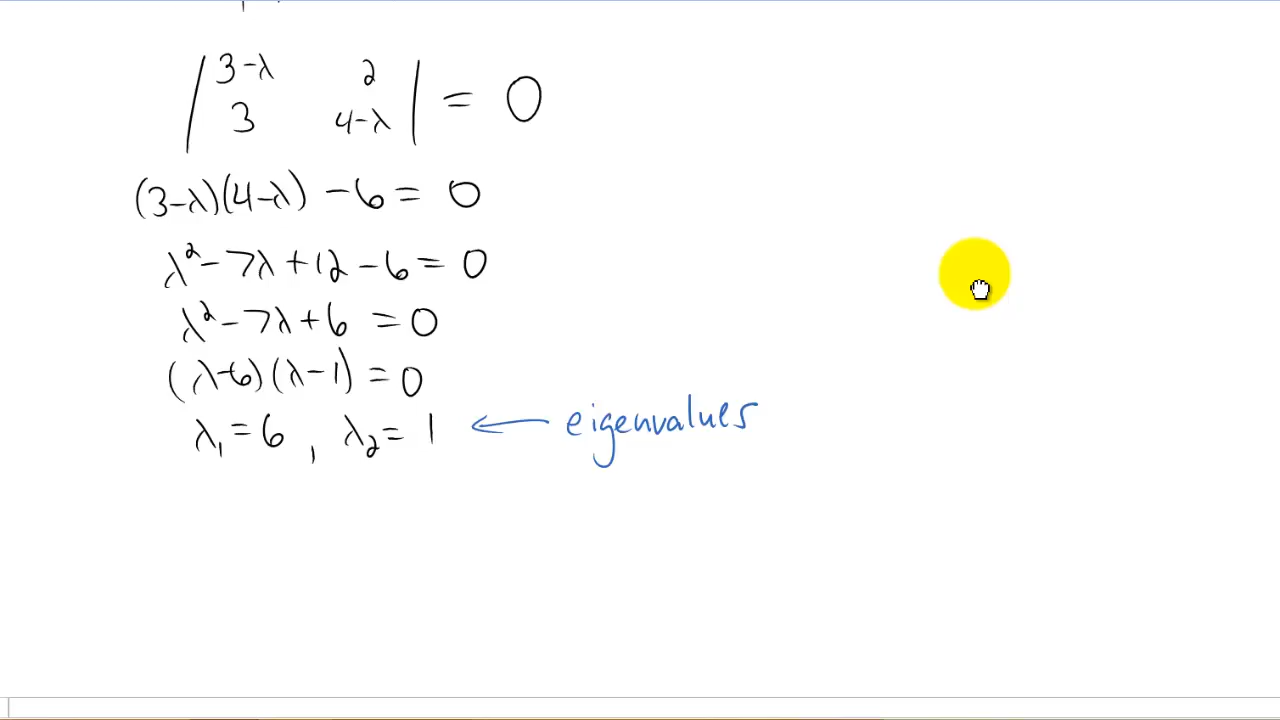 | 3-λ 2 |
| 3 4-λ | = 0
(3-λ)(4-λ) - 6 = 0
λ² - 7λ + 12 - 6 = 0
λ² - 7λ + 6 = 0
(λ-6)(λ-1) = 0
λ₁ = 6 , λ₂ = 1 ← eigenvalues